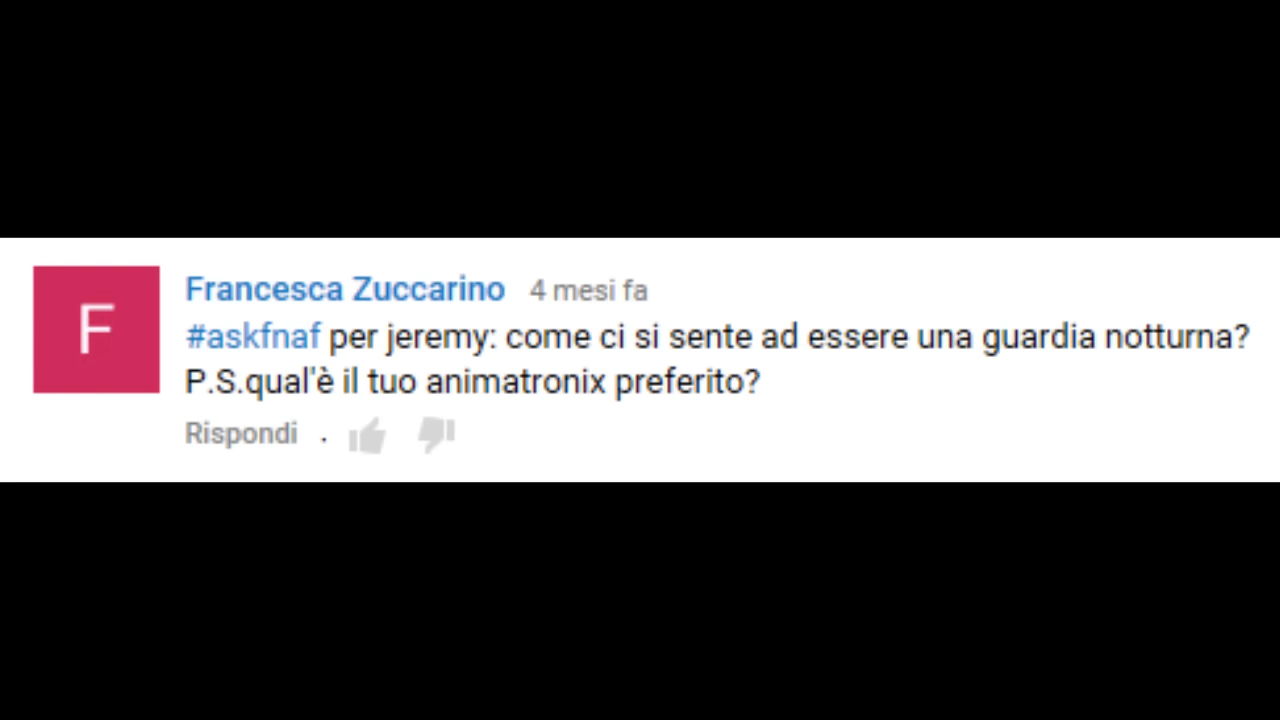 F
Francesca Zuccarino 4 mesi fa
#askfnaf per jeremy: come ci si sente ad essere una guardia notturna?
P.S.qual'è il tuo animatronix preferito?
Rispondi .